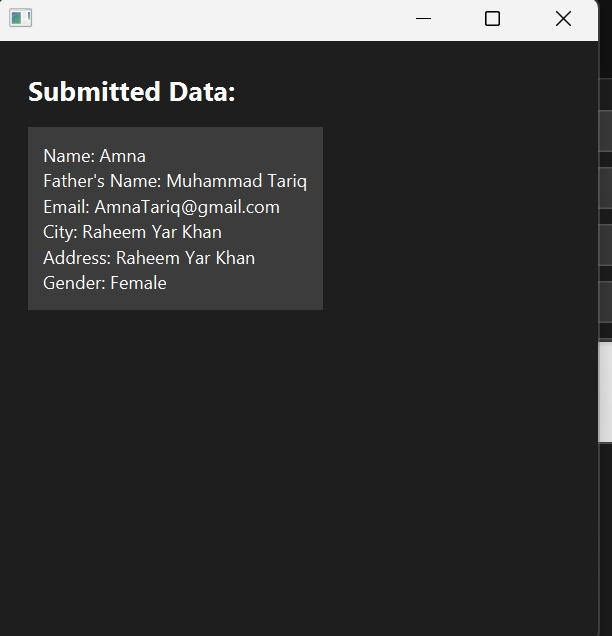 Submitted Data:
Name: Amna
Father's Name: Muhammad Tariq
Email: AmnaTariq@gmail.com
City: Raheem Yar Khan
Address: Raheem Yar Khan
Gender: Female